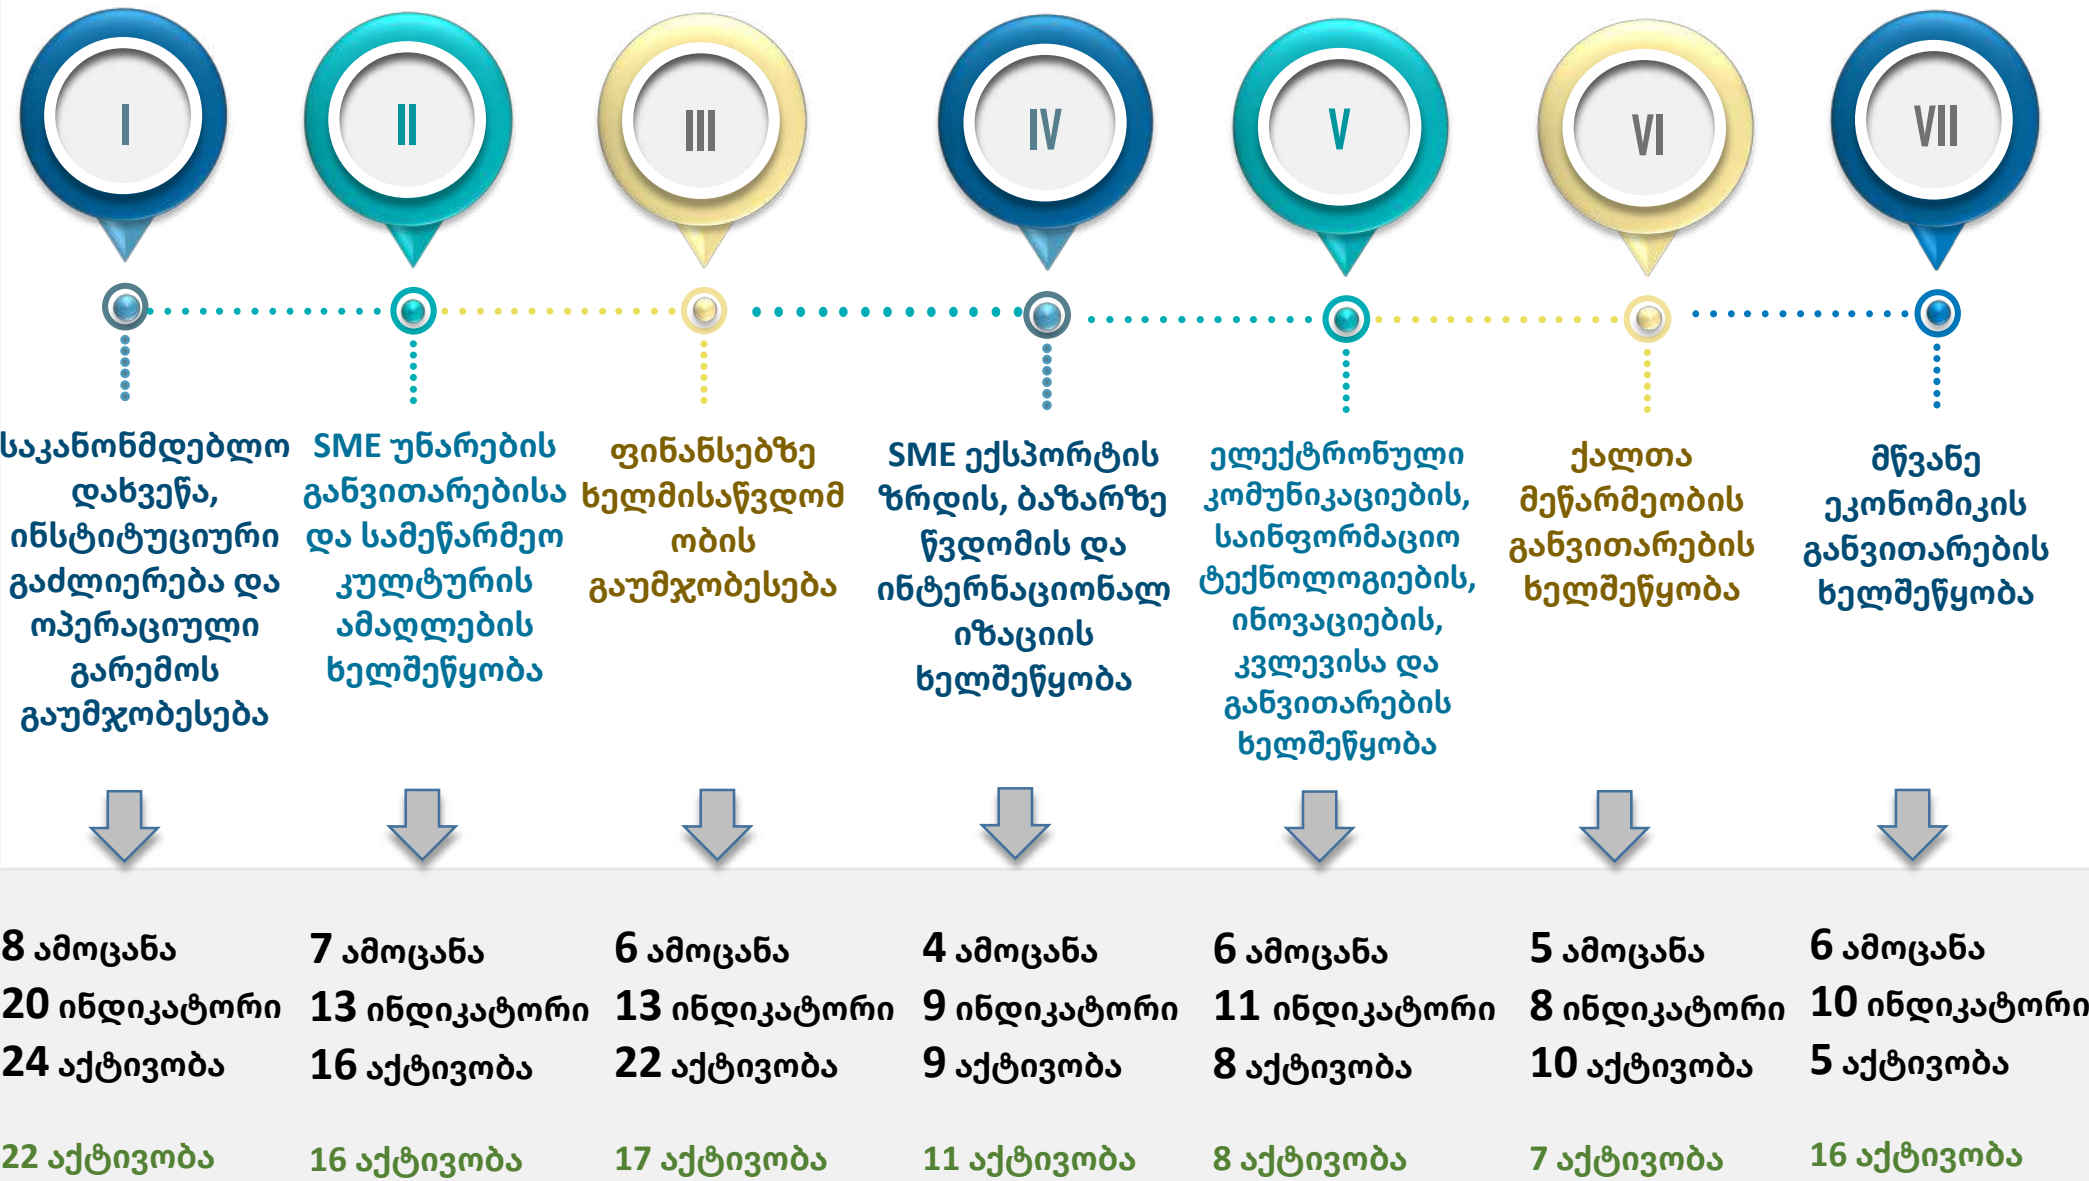 I
II
III
IV
V
VI
VII
საკანონმდებლო
დახვეწა,
ინსტიტუციური
გაძლიერება და
ოპერაციული
გარემოს
გაუმჯობესება
SME უნარების
განვითარებისა
და სამეწარმეო
კულტურის
ამაღლების
ხელშეწყობა
ფინანსებზე
ხელმისაწვდომ
ობის
გაუმჯობესება
SME ექსპორტის
ზრდის, ბაზარზე
წვდომის და
ინტერნაციონალ
იზაციის
ხელშეწყობა
ელექტრონული
კომუნიკაციების,
საინფორმაციო
ტექნოლოგიების,
ინოვაციების,
კვლევისა და
განვითარების
ხელშეწყობა
ქალთა
მეწარმეობის
განვითარების
ხელშეწყობა
მწვანე
ეკონომიკის
განვითარების
ხელშეწყობა
8 ამოცანა
20 ინდიკატორი
24 აქტივობა
22 აქტივობა
7 ამოცანა
13 ინდიკატორი
16 აქტივობა
16 აქტივობა
6 ამოცანა
13 ინდიკატორი
22 აქტივობა
17 აქტივობა
4 ამოცანა
9 ინდიკატორი
9 აქტივობა
11 აქტივობა
6 ამოცანა
11 ინდიკატორი
8 აქტივობა
8 აქტივობა
5 ამოცანა
8 ინდიკატორი
10 აქტივობა
7 აქტივობა
6 ამოცანა
10 ინდიკატორი
5 აქტივობა
16 აქტივობა